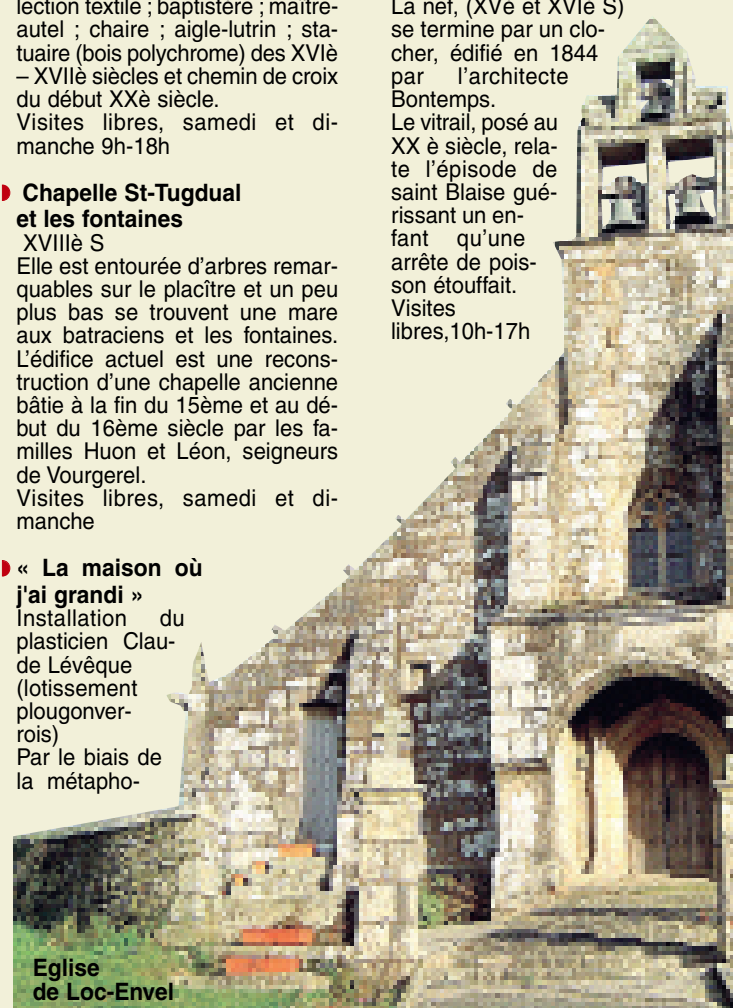 lection textile ; baptistère ; maître-
autel ; chaire ; aigle-lutrin ; sta-
tuaire (bois polychrome) des XVIè
– XVIIè siècles et chemin de croix
du début XXè siècle.
Visites libres, samedi et di-
manche 9h-18h
Chapelle St-Tugdual
et les fontaines
XVIIIè S
Elle est entourée d'arbres remar-
quables sur le placître et un peu
plus bas se trouvent une mare
aux batraciens et les fontaines.
L'édifice actuel est une recons-
truction d'une chapelle ancienne
bâtie à la fin du 15ème et au dé-
but du 16ème siècle par les fa-
milles Huon et Léon, seigneurs
de Vourgerel.
Visites libres, samedi et di-
manche
« La maison où
j'ai grandi »
Installation du
plasticien Clau-
de Lévêque
(lotissement
plougonver-
rois)
Par le biais de
la métapho-
La nef, (XVè et XVIè S)
se termine par un clo-
cher, édifié en 1844
par l'architecte
Bontemps.
Le vitrail, posé au
XX è siècle, rela-
te l'épisode de
saint Blaise gué-
rissant un en-
fant qu'une
arrête de pois-
son étouffait.
Visites
libres,10h-17h
Eglise
de Loc-Envel